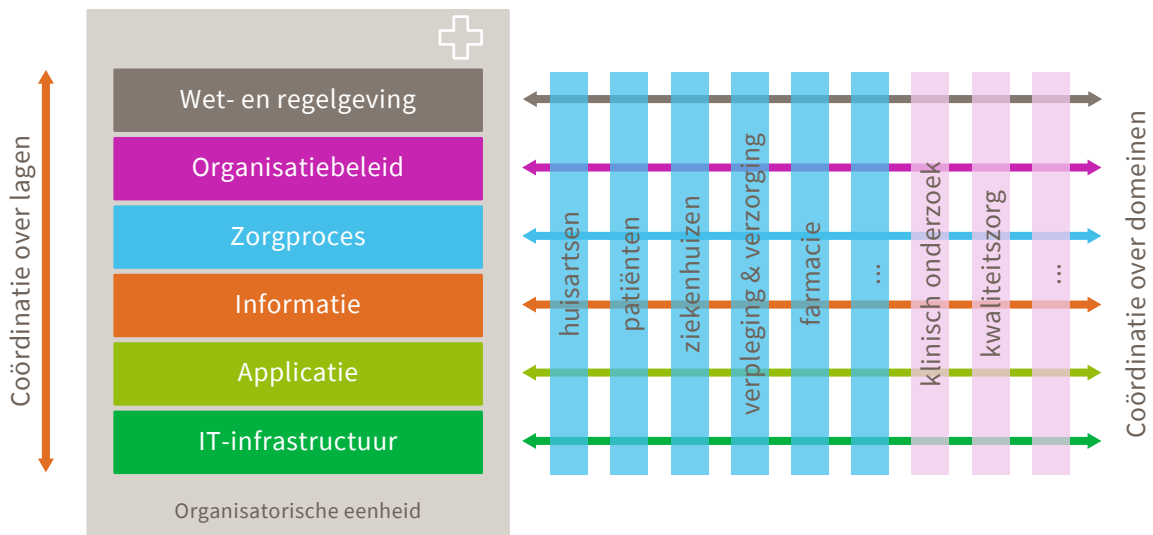 Coördinatie over lagen
Wet- en regelgeving
Organisatiebeleid
Zorgproces
Informatie
Applicatie
IT-infrastructuur
Organisatorische eenheid
huisartsen
patiënten
ziekenhuizen
verpleging & verzorging
farmacie
...
klinisch onderzoek
kwaliteitszorg
...
Coördinatie over domeinen